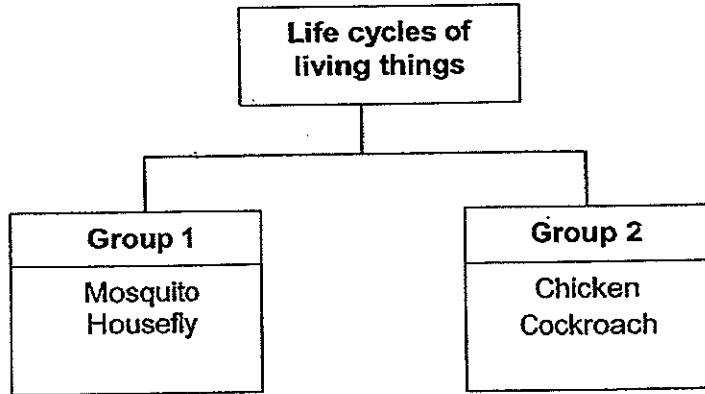 Life cycles of
living things
Group 1
Mosquito
Housefly
Group 2
Chicken
Cockroach